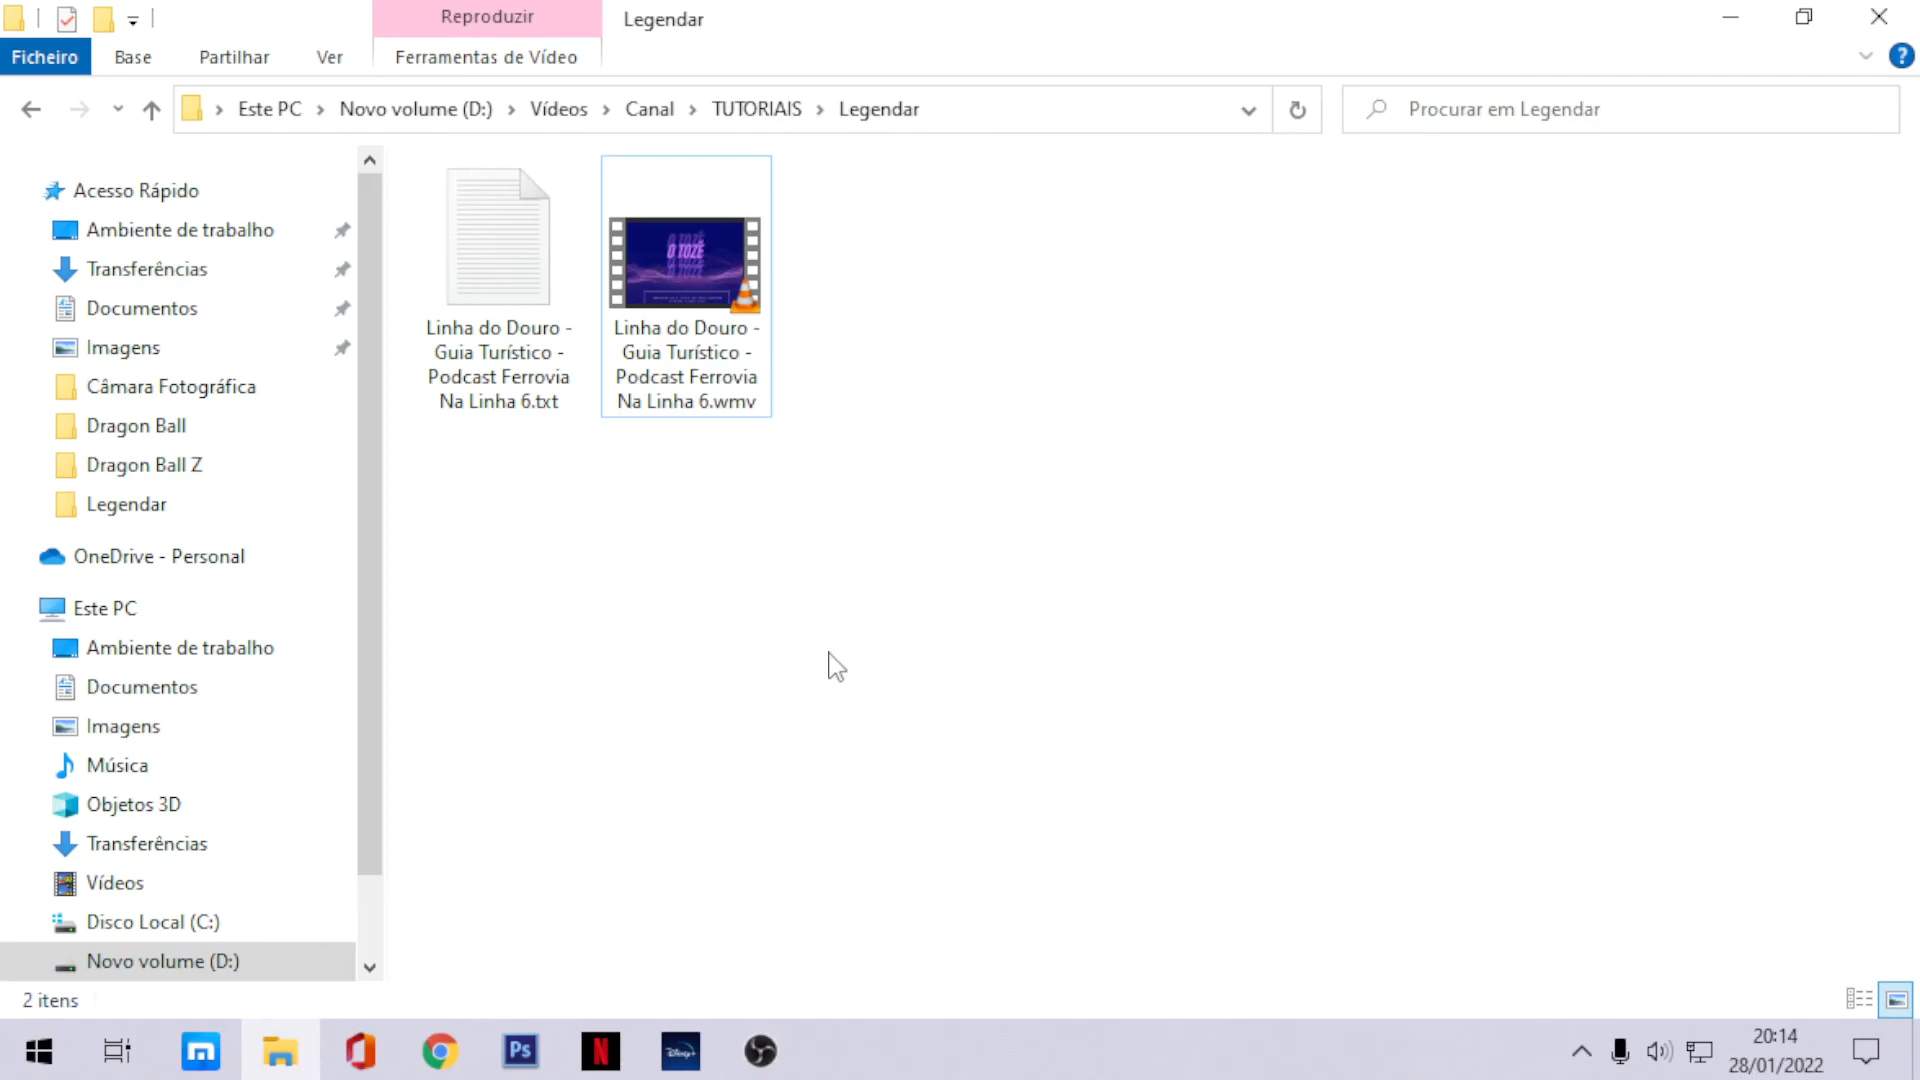 Reproduzir
Legendar
Ficheiro
Base
Partilhar
Ver
Ferramentas de Vídeo
?
Este PC
Novo volume (D:)
Vídeos
Canal
TUTORIAIS
Legendar
Procurar em Legendar
Acesso Rápido
Ambiente de trabalho
Transferências
Documentos
Imagens
Câmara Fotográfica
Dragon Ball
Dragon Ball Z
Legendar
OneDrive - Personal
Este PC
Ambiente de trabalho
Documentos
Imagens
Música
Objetos 3D
Transferências
Vídeos
Disco Local (C:)
Novo volume (D:)
Linha do Douro -
Guia Turístico -
Podcast Ferrovia
Na Linha 6.txt
O TOZÉ
Linha do Douro -
Guia Turístico -
Podcast Ferrovia
Na Linha 6.wmv
2 itens
Ps
N
Disney+
20:14
28/01/2022